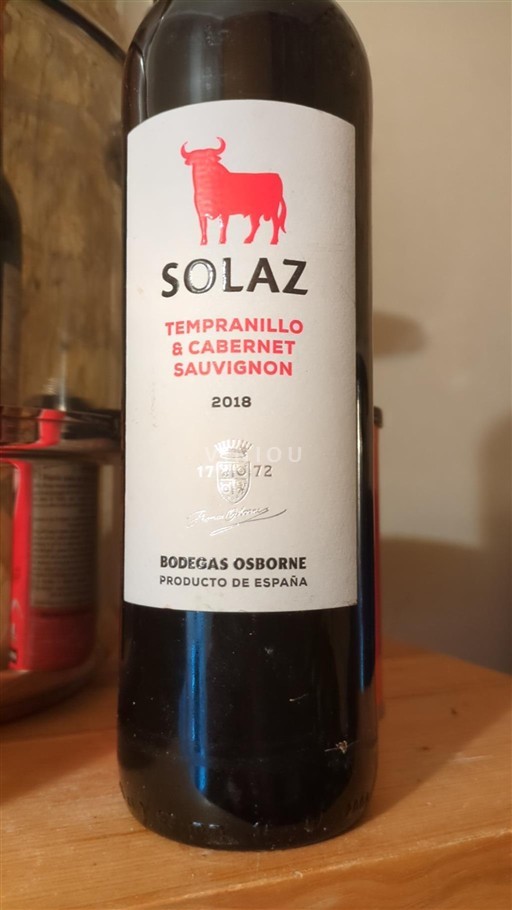 SOLAZ
TEMPRANILLO
& CABERNET
SAUVIGNON
2018
17 72
BODEGAS OSBORNE
PRODUCTO DE ESPAÑA